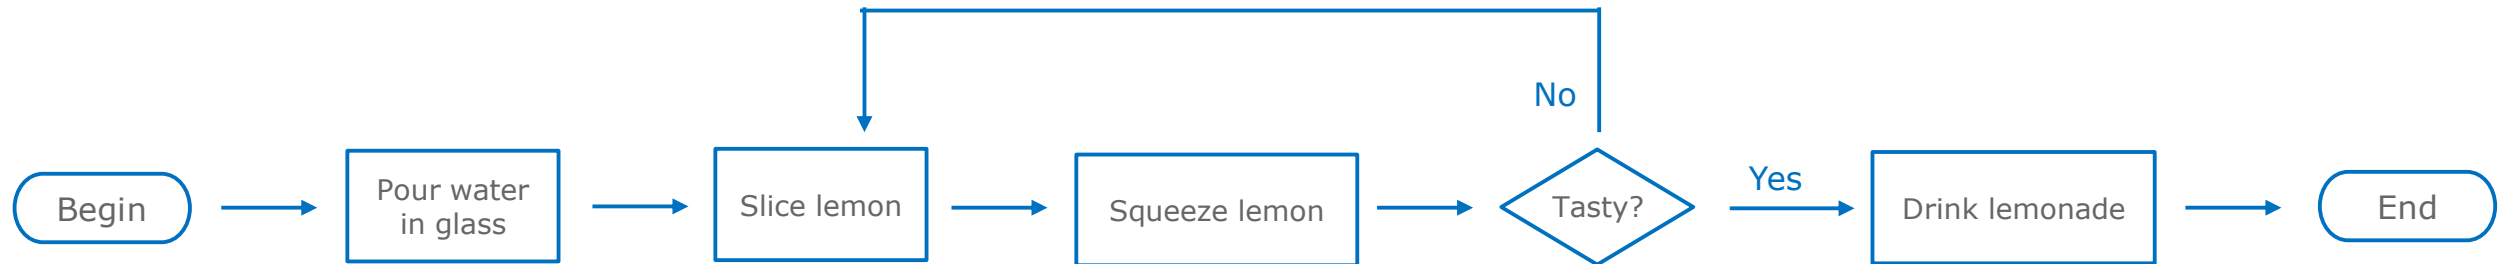 Begin
Pour water
in glass
Slice lemon
Squeeze lemon
Tasty?
No
Yes
Drink lemonade
End